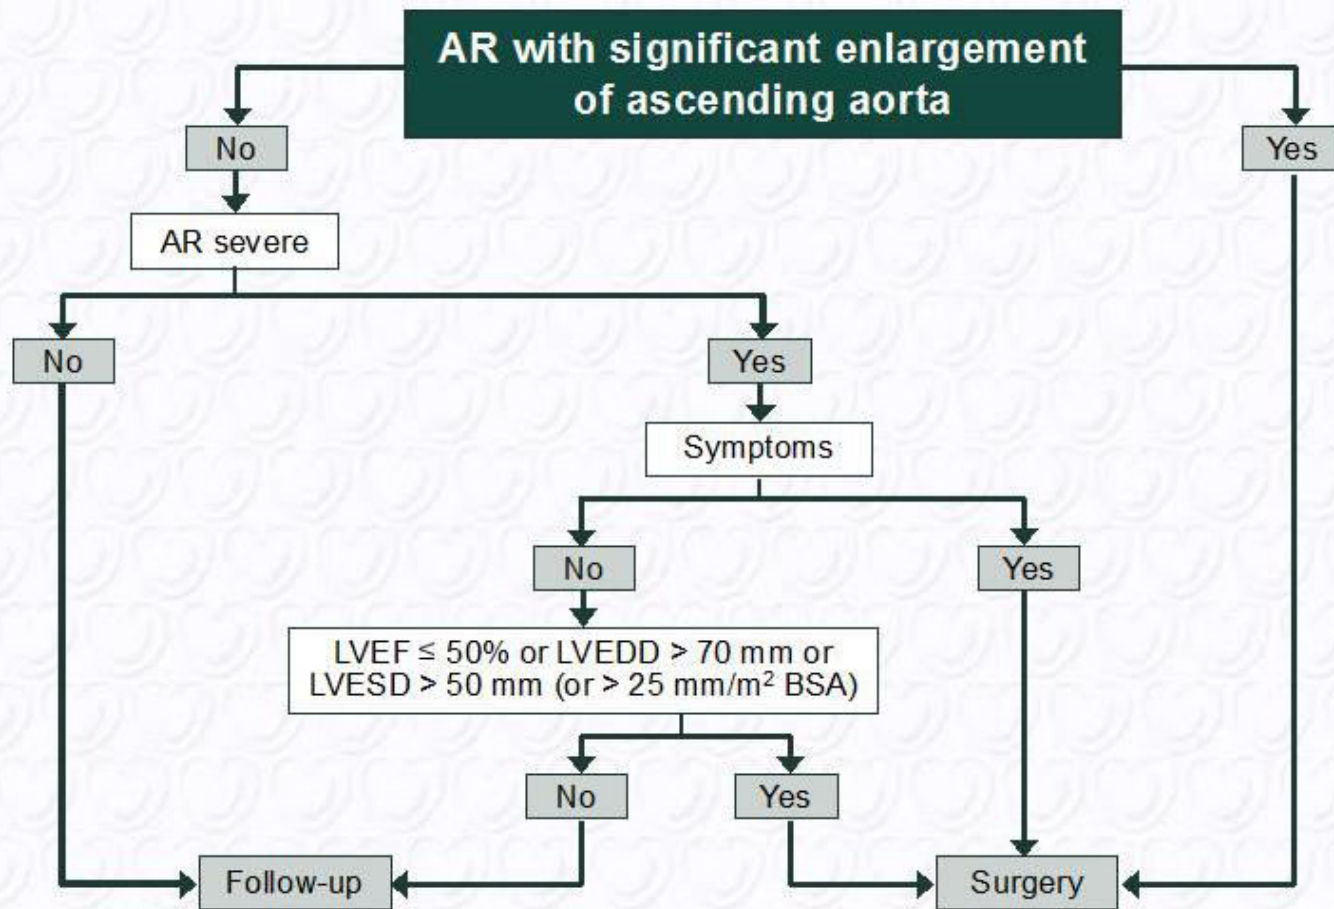 AR with significant enlargement
of ascending aorta
No
Yes
AR severe
No
Yes
Symptoms
No
Yes
LVEF ≤ 50% or LVEDD > 70 mm or
LVESD > 50 mm (or > 25 mm/m² BSA)
No
Yes
Follow-up
Surgery